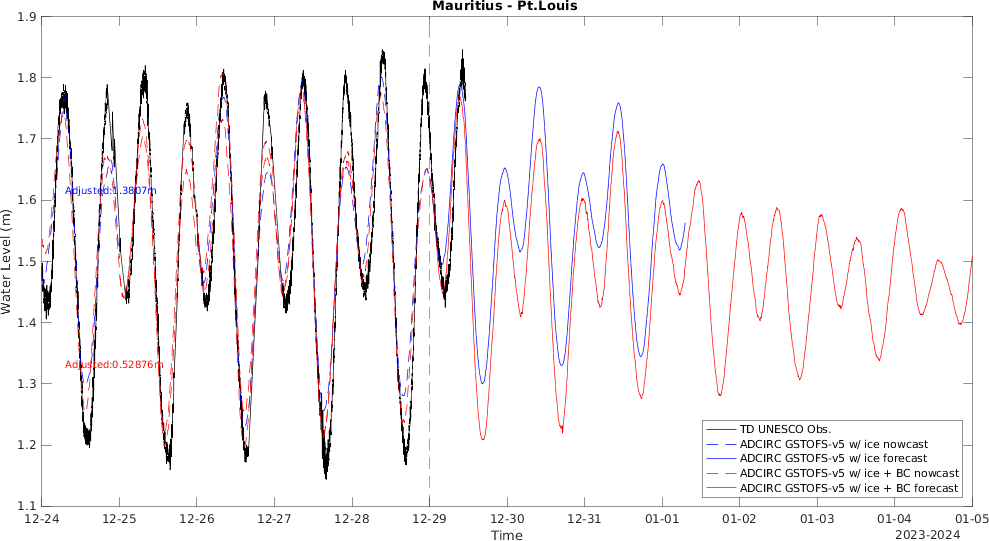 Mauritius - Pt.Louis
1.9
1.8
1.7
1.6
1.5
1.4
1.3
1.2
1.1
Water Level (m)
Adjusted:1.3807m
Adjusted:0.52876m
TD UNESCO Obs.
ADCIRC GSTOFS-v5 w/ ice nowcast
ADCIRC GSTOFS-v5 w/ ice forecast
ADCIRC GSTOFS-v5 w/ ice + BC nowcast
ADCIRC GSTOFS-v5 w/ ice + BC forecast
12-24 12-25 12-26 12-27 12-28 12-29 12-30 12-31 01-01 01-02 01-03 01-04 01-05
Time
2023-2024